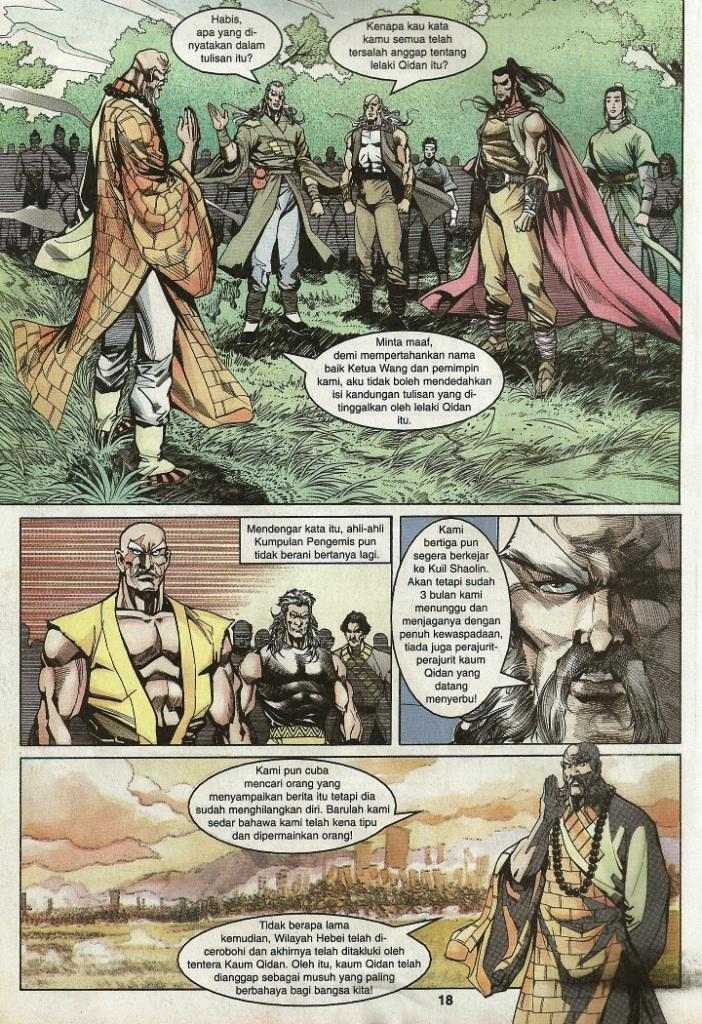 Habis,
apa yang di-
nyatakan dalam
tulisan itu?
Kenapa kau kata
kamu semua telah
tersalah anggap tentang
lelaki Qidan itu?
Minta maaf,
demi mempertahankan nama
baik Ketua Wang dan pemimpin
kami, aku tidak boleh mendedahkan
isi kandungan tulisan yang di-
tinggalkan oleh lelaki Qidan
itu.
Mendengar kata itu, ahli-ahli
Kumpulan Pengemis pun
tidak berani bertanya lagi.
Kami
bertiga pun
segera berkejar
ke Kuil Shaolin.
Akan tetapi sudah
3 bulan kami
menunggu dan
menjaganya dengan
penuh kewaspadaan,
tiada juga perajurit-
perajurit kaum
Qidan yang
datang
menyerbu!
Kami pun cuba
mencari orang yang
menyampaikan berita itu tetapi dia
sudah menghilangkan diri. Barulah kami
sedar bahawa kami telah kena tipu
dan dipermainkan orang!
Tidak berapa lama
kemudian, Wilayah Hebei telah di-
cerobohi dan akhirnya telah ditakluki oleh
tentera Kaum Qidan. Oleh itu, kaum Qidan telah
dianggap sebagai musuh yang paling
berbahaya bagi bangsa kita!
18